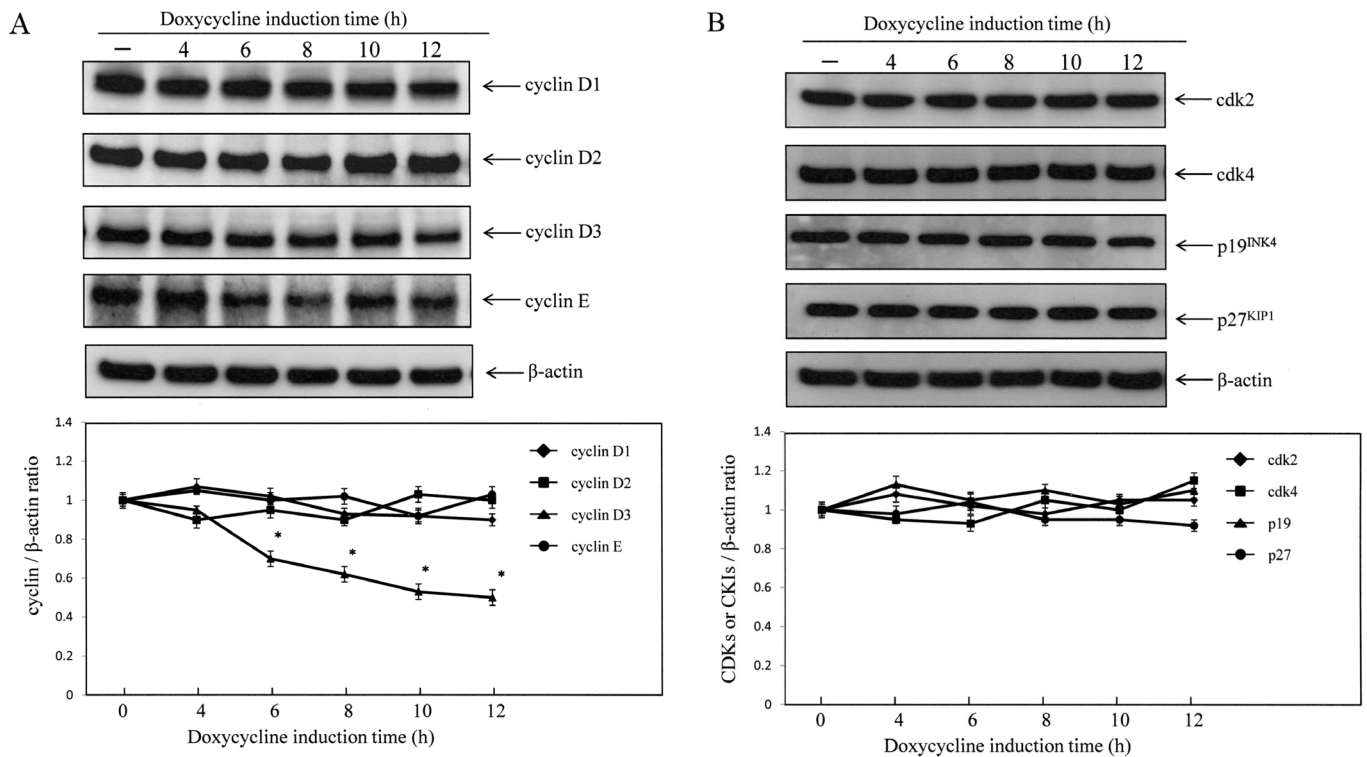 A
Doxycycline induction time (h)
– 4 6 8 10 12
cyclin D1
cyclin D2
cyclin D3
cyclin E
β-actin
1.4
1.2
1
0.8
0.6
0.4
0.2
0
cyclin / β-actin ratio
cyclin D1
cyclin D2
cyclin D3
cyclin E
* * * *
0 4 6 8 10 12
Doxycycline induction time (h)
B
Doxycycline induction time (h)
– 4 6 8 10 12
cdk2
cdk4
p19INK4
p27KIP1
β-actin
1.4
1.2
1.0
0.8
0.6
0.4
0.2
0
CDKs or CKIs / β-actin ratio
cdk2
cdk4
p19
p27
0 4 6 8 10 12
Doxycycline induction time (h)